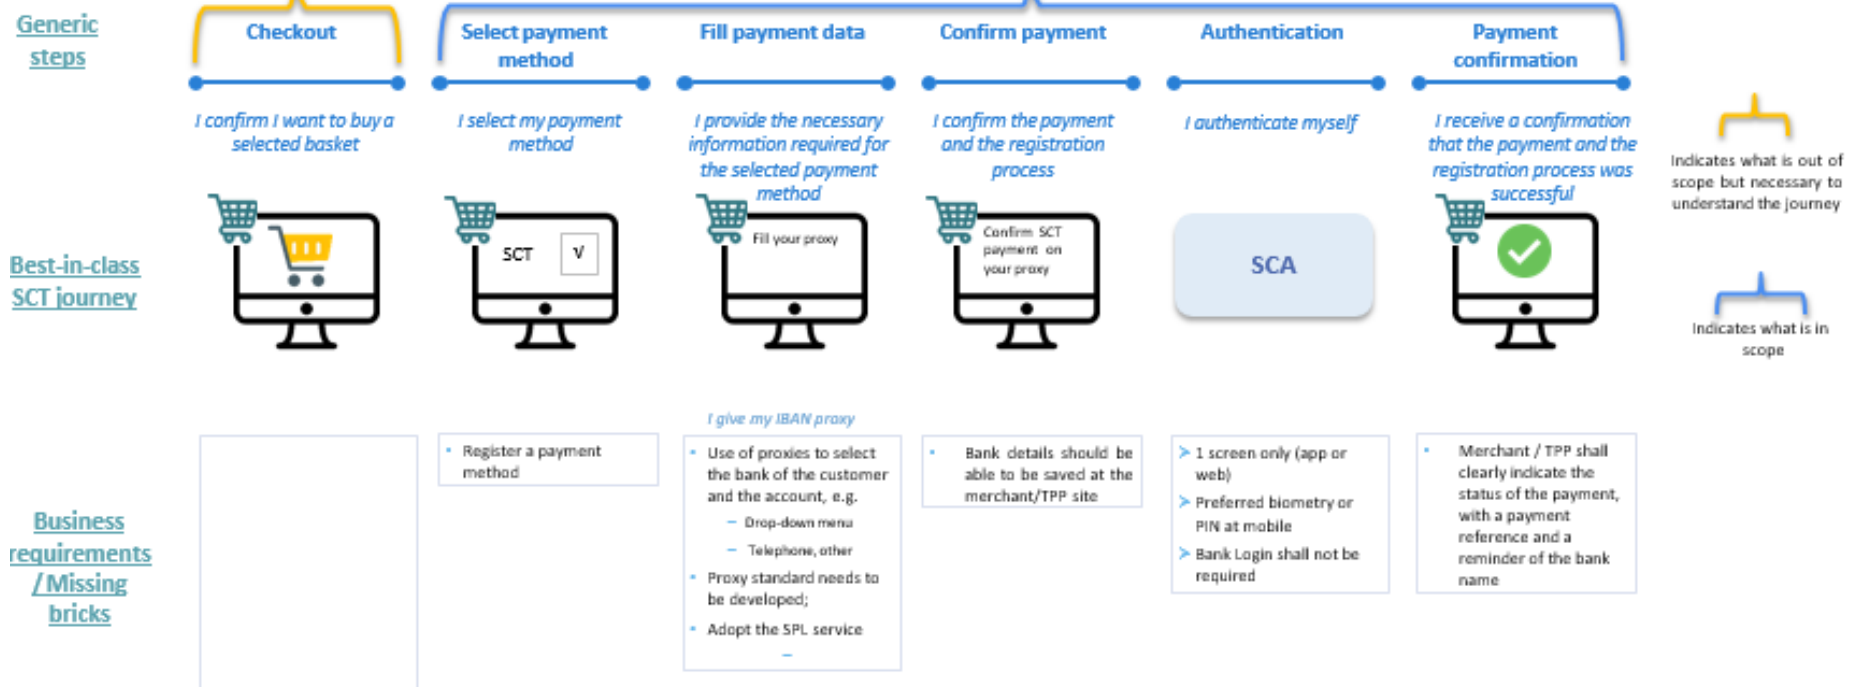 Generic
steps
Checkout
Select payment
method
Fill payment data
Confirm payment
Authentication
Payment
confirmation
I confirm I want to buy a
selected basket
I select my payment
method
I provide the necessary
information required for
the selected payment
method
I confirm the payment
and the registration
process
I authenticate myself
I receive a confirmation
that the payment and the
registration process was
successful
Indicates what is out of
scope but necessary to
understand the journey
Indicates what is in
scope
Best-in-class
SCT journey
SCT √
Fill your proxy
Confirm SCT
payment on
your proxy
SCA
Business
requirements
/ Missing
bricks
• Register a payment
method
I give my IBAN proxy
• Use of proxies to select
the bank of the customer
and the account, e.g.
– Drop-down menu
– Telephone, other
• Proxy standard needs to
be developed;
• Adopt the SPL service
–
• Bank details should be
able to be saved at the
merchant/TPP site
➢ 1 screen only (app or
web)
➢ Preferred biometry or
PIN at mobile
➢ Bank Login shall not be
required
• Merchant / TPP shall
clearly indicate the
status of the payment,
with a payment
reference and a
reminder of the bank
name